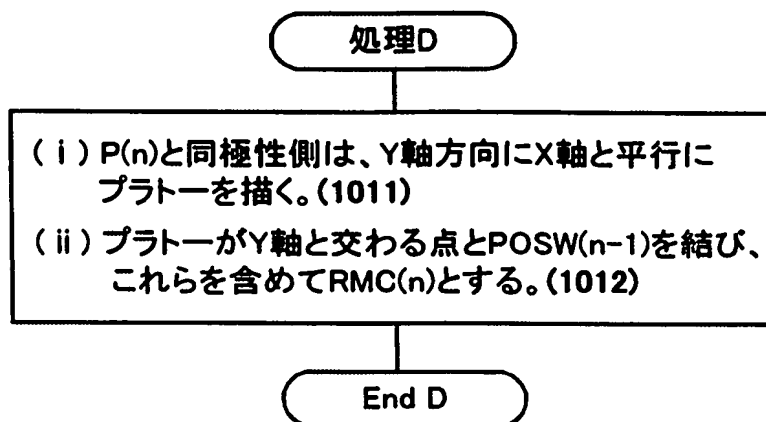 処理D
(ⅰ) P(n)と同極性側は、Y軸方向にX軸と平行に
プラトーを描く。(1011)
(ⅱ) プラトーがY軸と交わる点とPOSW(n-1)を結び、
これらを含めてRMC(n)とする。(1012)
End D